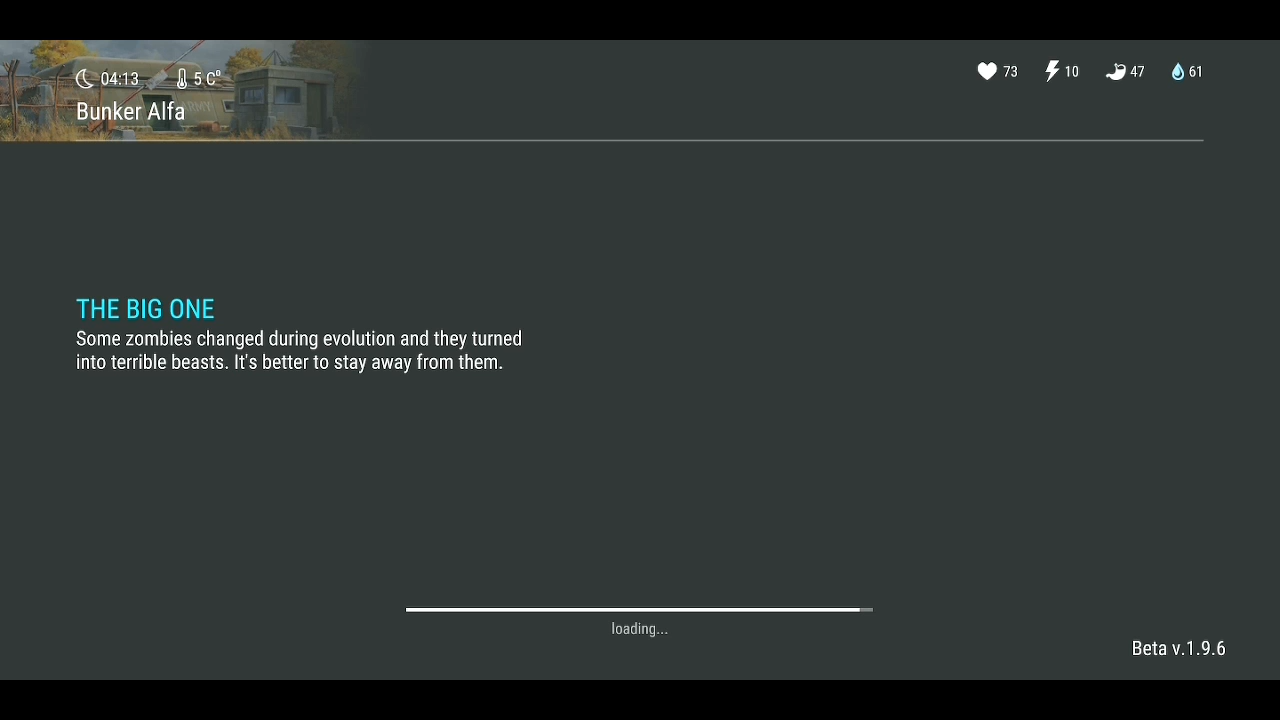 04:13 5 C° 73 10 47 61
Bunker Alfa
THE BIG ONE
Some zombies changed during evolution and they turned
into terrible beasts. It's better to stay away from them.
loading...
Beta v.1.9.6